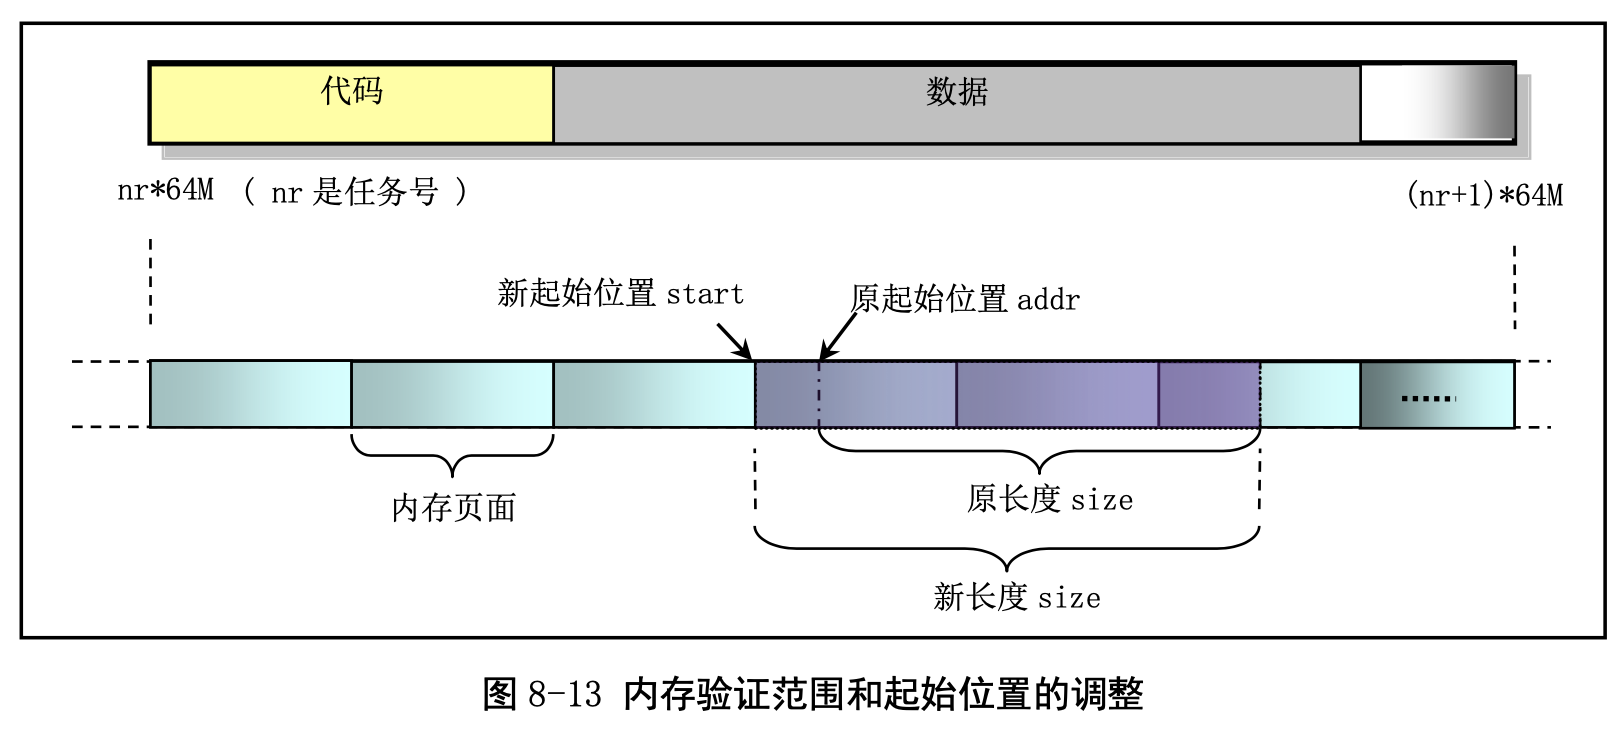 代码
数据
nr*64M ( nr 是任务号 )
(nr+1)*64M
新起始位置 start
原起始位置 addr
......
内存页面
原长度 size
新长度 size
图 8-13 内存验证范围和起始位置的调整